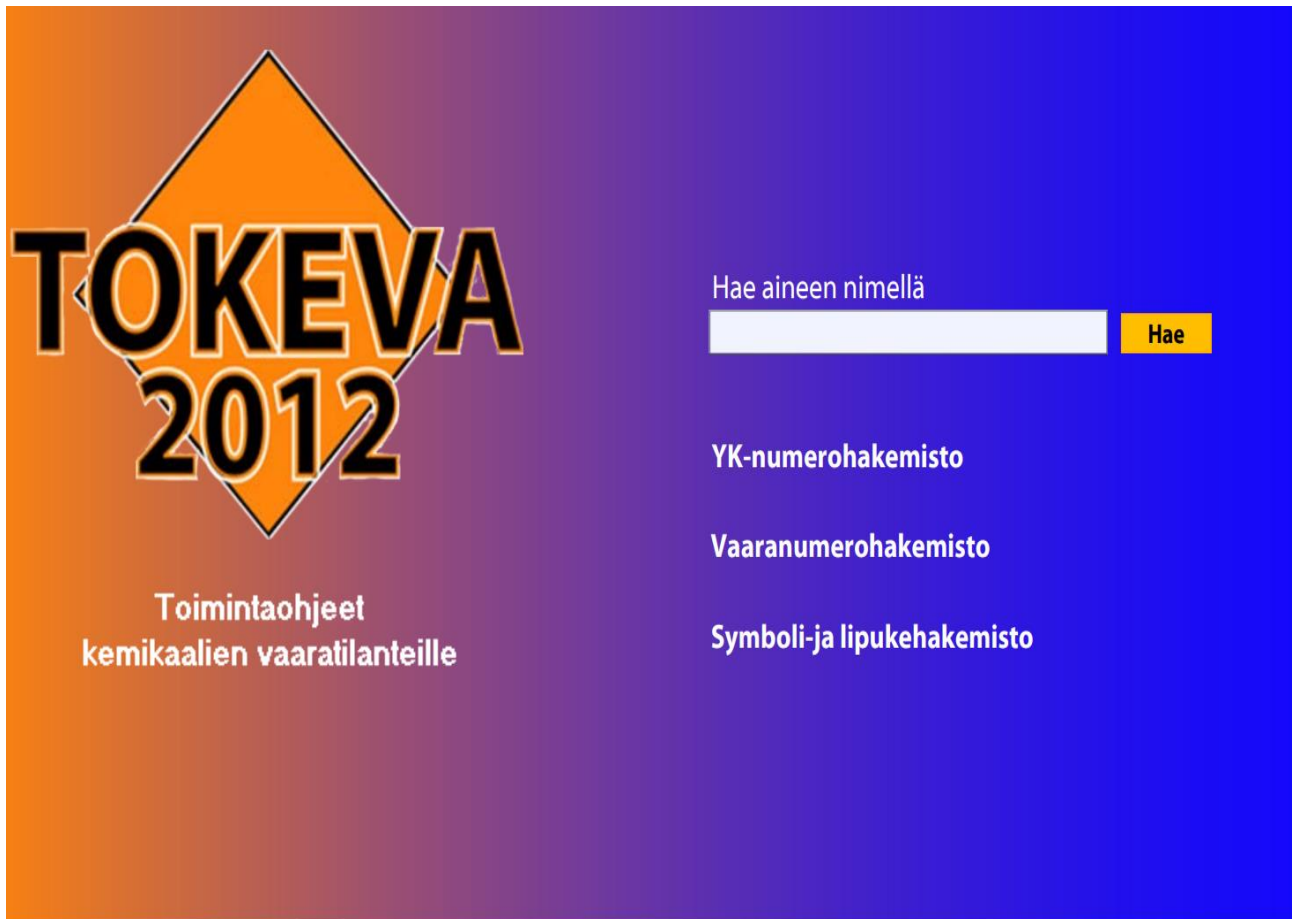 TOKEVA
2012
Toimintaohjeet
kemikaalien vaaratilanteille
Hae aineen nimellä
Hae
YK-numerohakemisto
Vaaranumerohakemisto
Symboli-ja lipukehakemisto